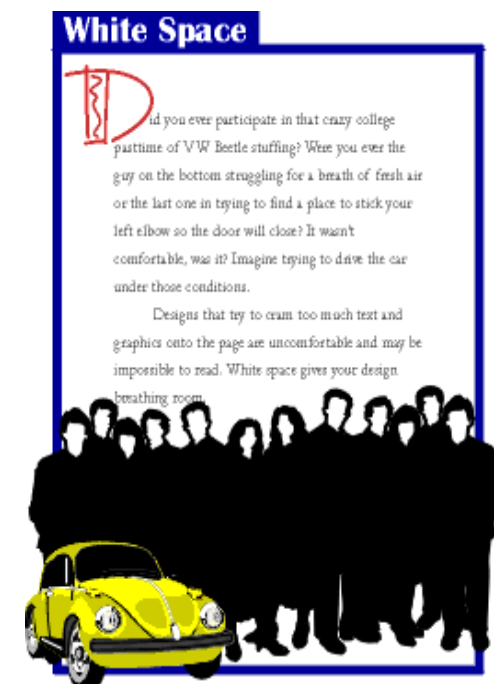 White Space
Did you ever participate in that crazy college
pasttime of VW Beetle stuffing? Were you ever the
guy on the bottom struggling for a breath of fresh air
or the last one in trying to find a place to stick your
left elbow so the door will close? It wasn't
comfortable, was it? Imagine trying to drive the car
under those conditions.
Designs that try to cram too much text and
graphics onto the page are uncomfortable and may be
impossible to read. White space gives your design
breathing room.